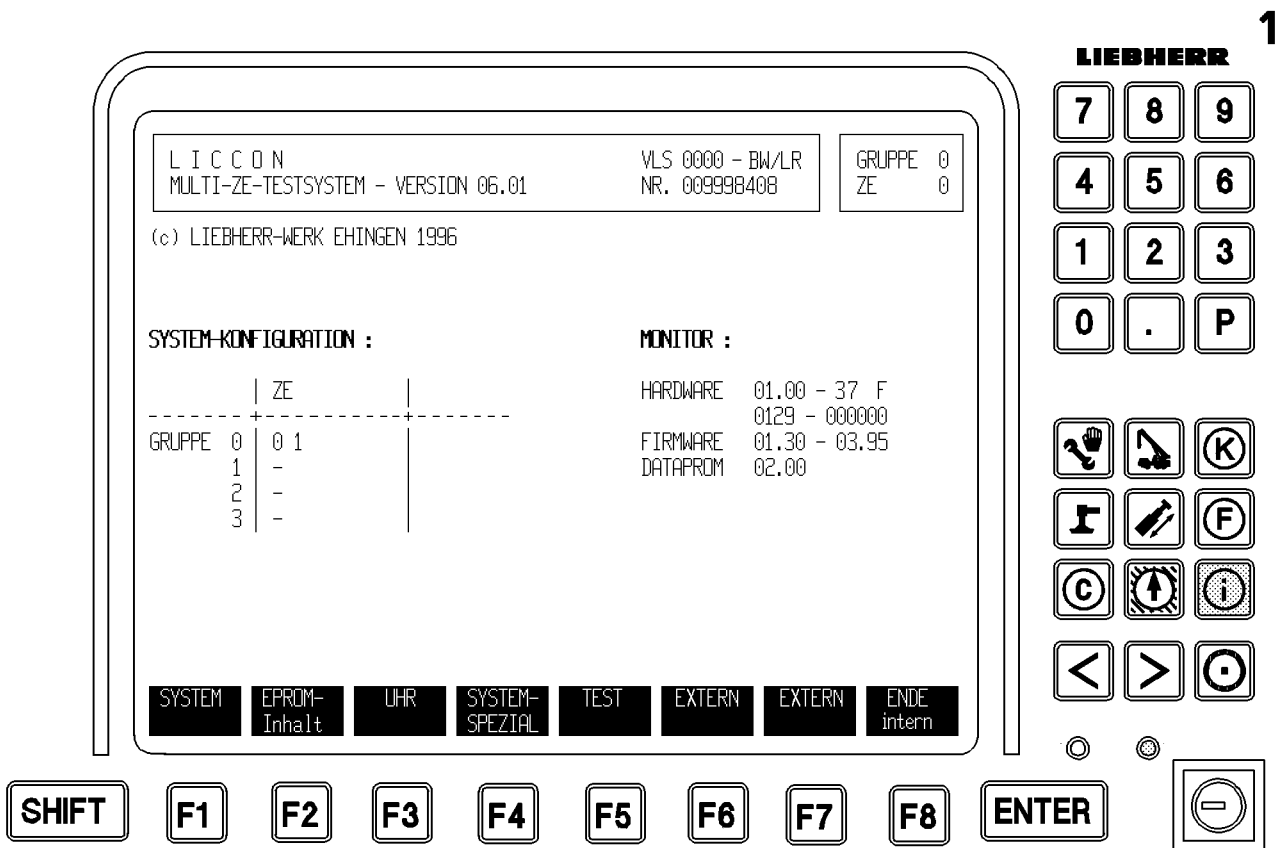 1
LIEBHERR
L I C C O N
MULTI-ZE-TESTSYSTEM - VERSION 06.01
VLS 0000 - BW/LR
NR. 009998408
GRUPPE 0
ZE 0
(c) LIEBHERR-WERK EHINGEN 1996
SYSTEM-KONFIGURATION :
| ZE |
-------+----------+-------
GRUPPE 0 | 0 1 |
1 | - |
2 | - |
3 | - |
MONITOR :
HARDWARE 01.00 - 37 F
0129 - 000000
FIRMWARE 01.30 - 03.95
DATAPROM 02.00
SYSTEM
EPROM-
Inhalt
UHR
SYSTEM-
SPEZIAL
TEST
EXTERN
EXTERN
ENDE
intern
7 8 9
4 5 6
1 2 3
0 . P
K
F
C i
< >
SHIFT F1 F2 F3 F4 F5 F6 F7 F8 ENTER